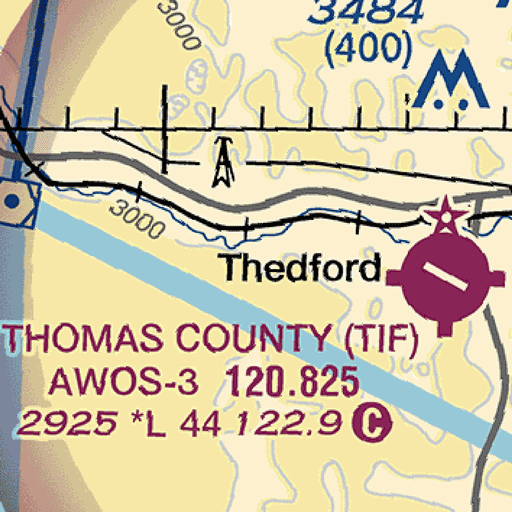 3000
3484
(400)
3000
Thedford
THOMAS COUNTY (TIF)
AWOS-3 120.825
2925 *L 44 122.9 C